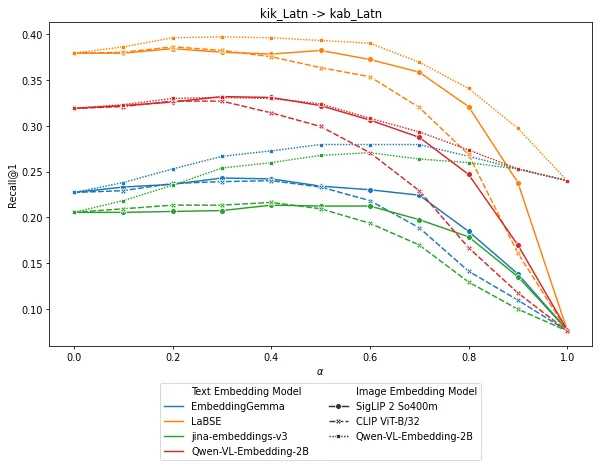 kik_Latn -> kab_Latn
Recall@1
0.40
0.35
0.30
0.25
0.20
0.15
0.10
0.0 0.2 0.4 0.6 0.8 1.0
α
Text Embedding Model
EmbeddingGemma
LaBSE
jina-embeddings-v3
Qwen-VL-Embedding-2B
Image Embedding Model
SigLIP 2 So400m
CLIP ViT-B/32
Qwen-VL-Embedding-2B